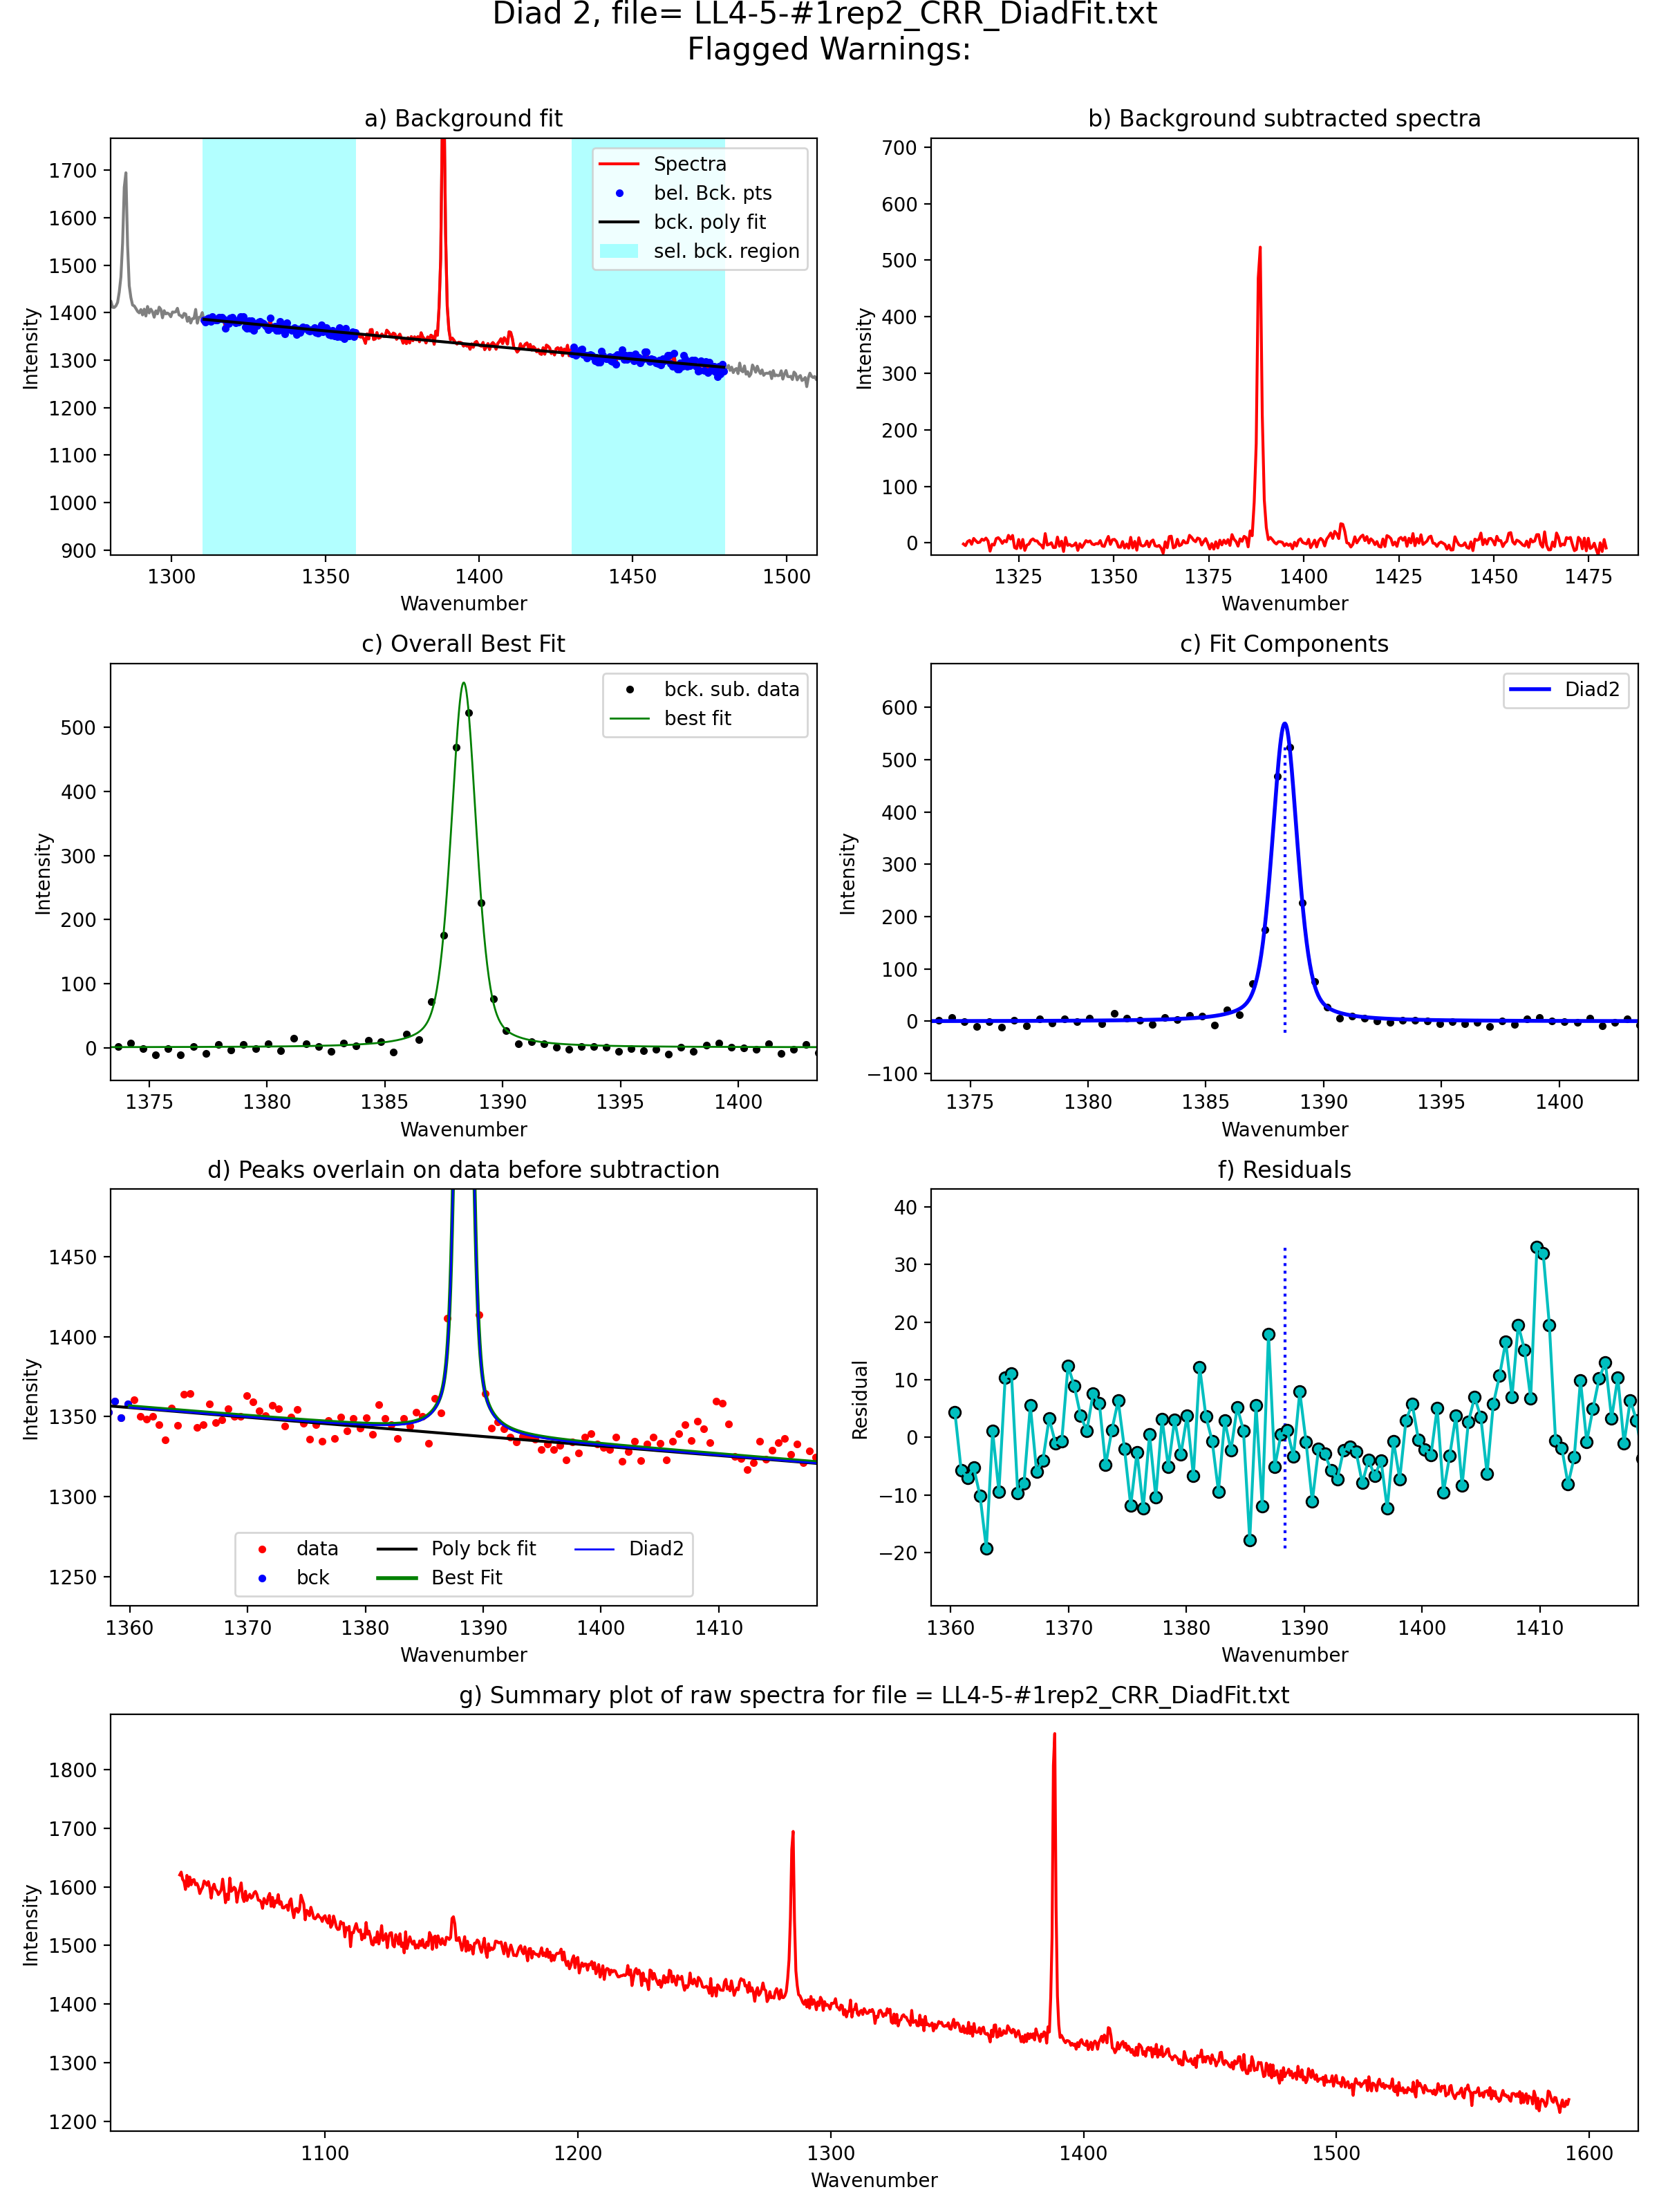 Diad 2, file= LL4-5-#1rep2_CRR_DiadFit.txt
Flagged Warnings:
a) Background fit
Intensity
1700
1600
1500
1400
1300
1200
1100
1000
900
Spectra
bel. Bck. pts
bck. poly fit
sel. bck. region
1300 1350 1400 1450 1500
Wavenumber
b) Background subtracted spectra
Intensity
700
600
500
400
300
200
100
0
1325 1350 1375 1400 1425 1450 1475
Wavenumber
c) Overall Best Fit
Intensity
500
400
300
200
100
0
bck. sub. data
best fit
1375 1380 1385 1390 1395 1400
Wavenumber
c) Fit Components
Intensity
600
500
400
300
200
100
0
−100
Diad2
1375 1380 1385 1390 1395 1400
Wavenumber
d) Peaks overlain on data before subtraction
Intensity
1450
1400
1350
1300
1250
data Poly bck fit Diad2
bck Best Fit
1360 1370 1380 1390 1400 1410
Wavenumber
f) Residuals
Residual
40
30
20
10
0
−10
−20
1360 1370 1380 1390 1400 1410
Wavenumber
g) Summary plot of raw spectra for file = LL4-5-#1rep2_CRR_DiadFit.txt
Intensity
1800
1700
1600
1500
1400
1300
1200
1100 1200 1300 1400 1500 1600
Wavenumber